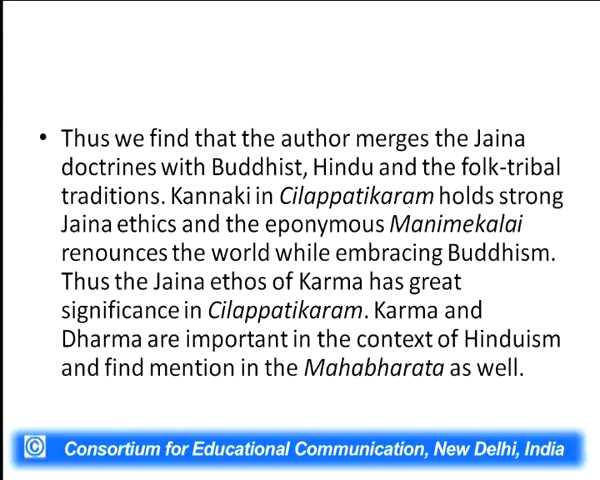 • Thus we find that the author merges the Jaina
doctrines with Buddhist, Hindu and the folk-tribal
traditions. Kannaki in Cilappatikaram holds strong
Jaina ethics and the eponymous Manimekalai
renounces the world while embracing Buddhism.
Thus the Jaina ethos of Karma has great
significance in Cilappatikaram. Karma and
Dharma are important in the context of Hinduism
and find mention in the Mahabharata as well.
© Consortium for Educational Communication, New Delhi, India